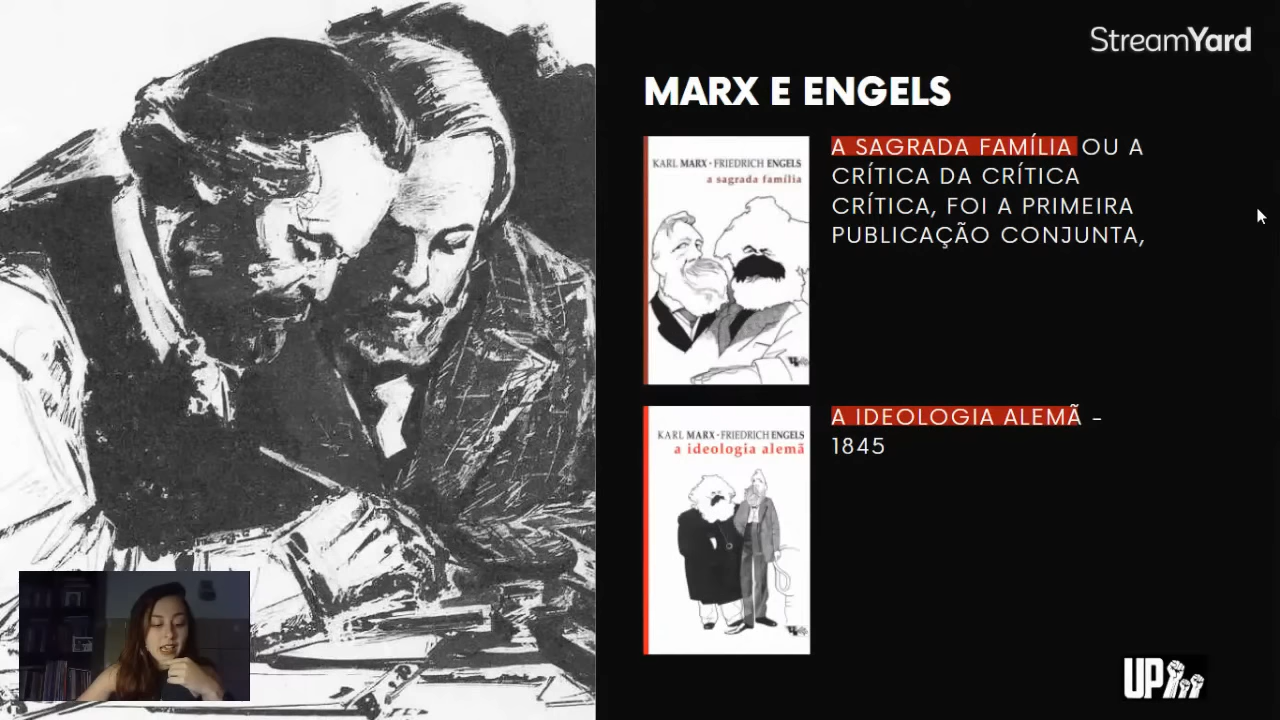 StreamYard
MARX E ENGELS
KARL MARX • FRIEDRICH ENGELS
a sagrada família
A SAGRADA FAMÍLIA OU A
CRÍTICA DA CRÍTICA
CRÍTICA, FOI A PRIMEIRA
PUBLICAÇÃO CONJUNTA,
KARL MARX • FRIEDRICH ENGELS
a ideologia alemã
A IDEOLOGIA ALEMÃ -
1845
UP